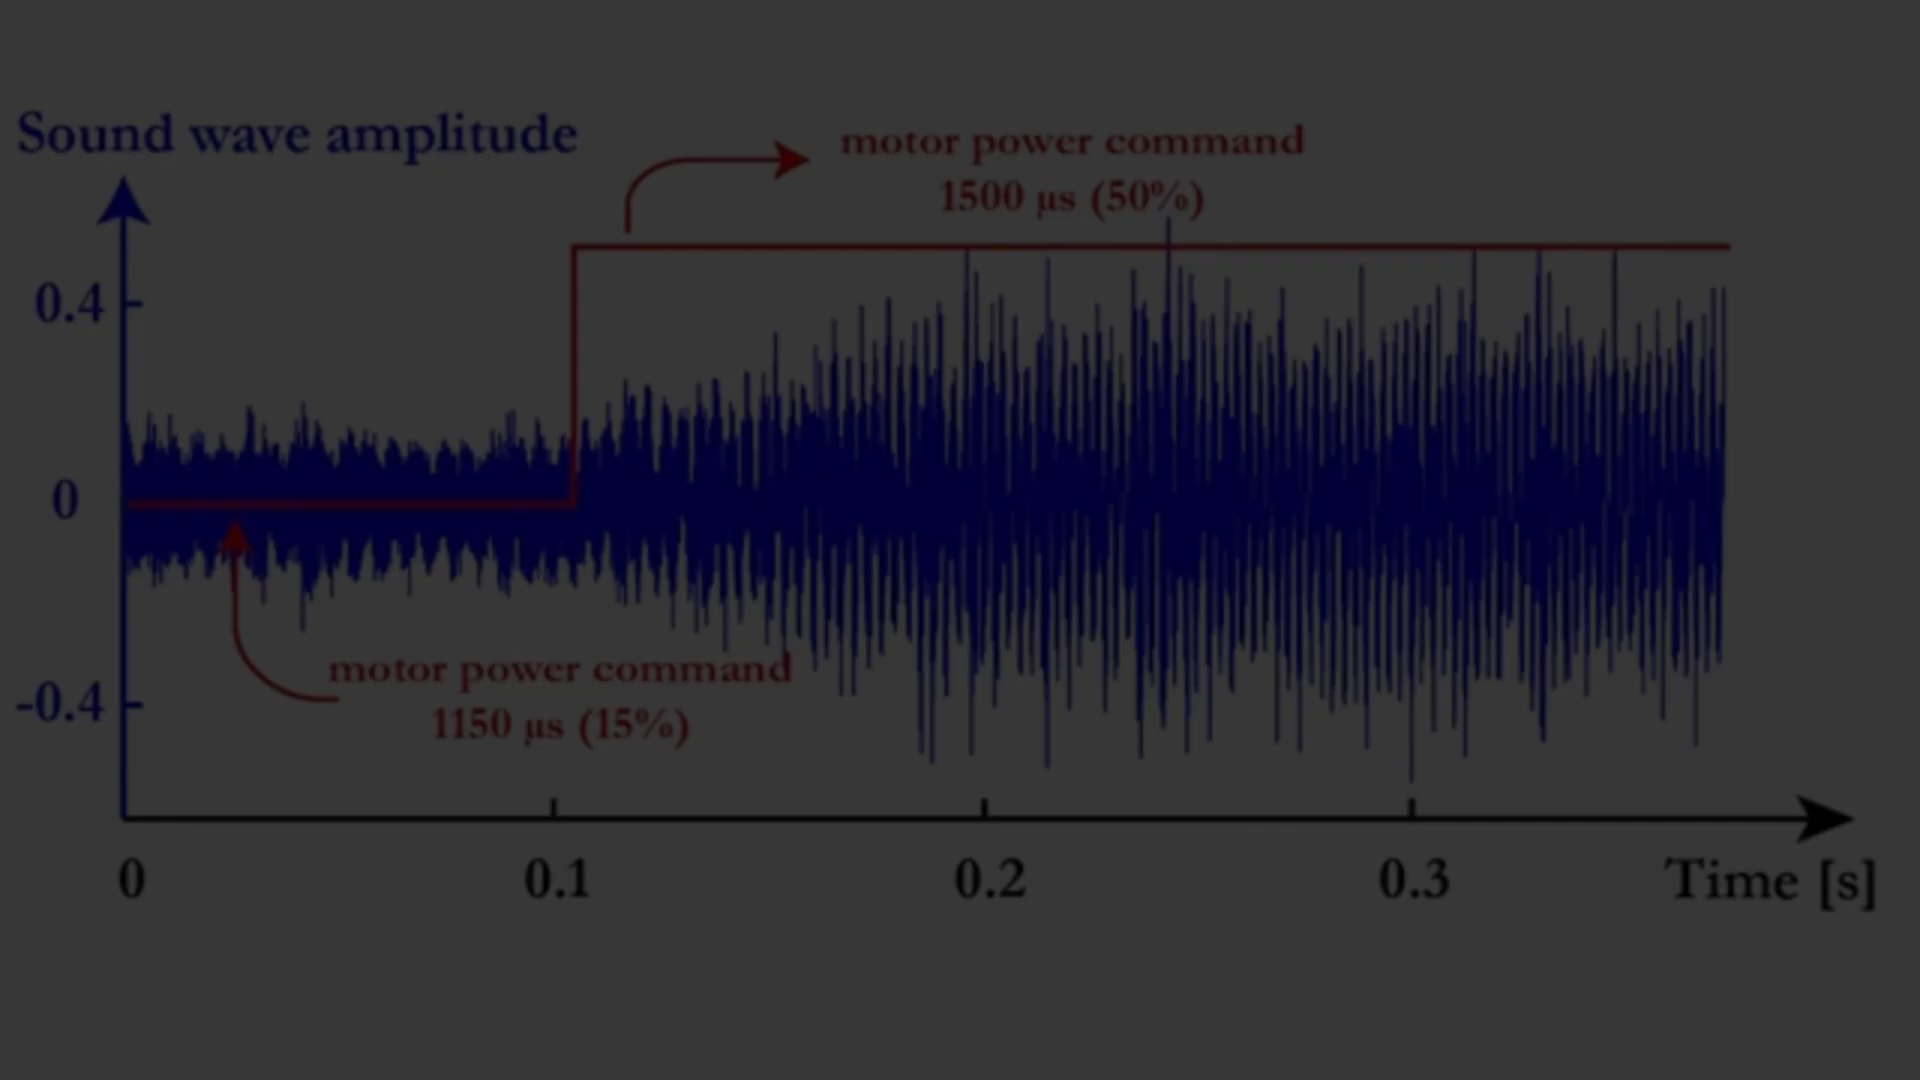 Sound wave amplitude
motor power command
1500 μs (50%)
0.4
0
motor power command
1150 μs (15%)
-0.4
0
0.1
0.2
0.3
Time [s]